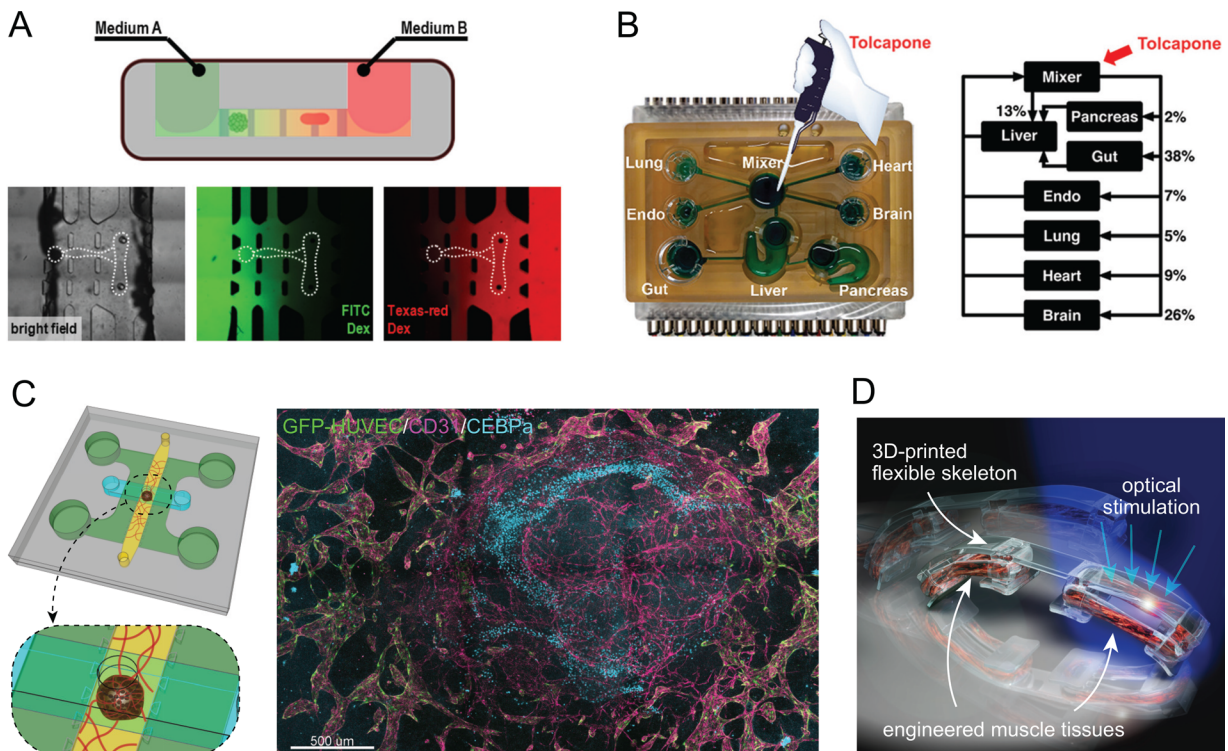 A
Medium A
Medium B
bright field
FITC
Dex
Texas-red
Dex
B
Tolcapone
Lung
Mixer
Heart
Endo
Brain
Gut
Liver
Pancreas
Tolcapone
Mixer
13%
Pancreas
2%
Liver
Gut
38%
Endo
7%
Lung
5%
Heart
9%
Brain
26%
C
GFP-HUVEC/CD31/CEBPa
500 um
D
3D-printed
flexible skeleton
optical
stimulation
engineered muscle tissues